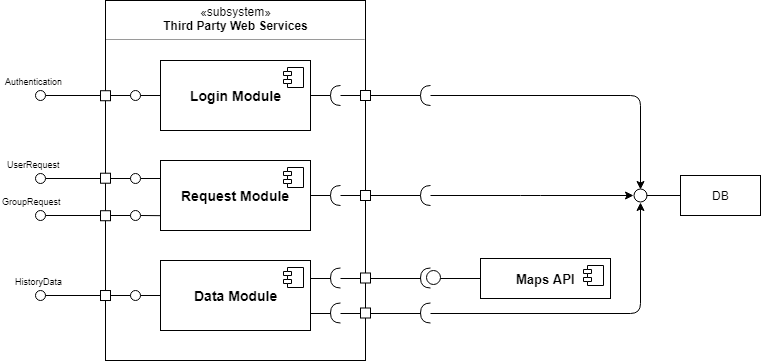 «subsystem»
Third Party Web Services
Authentication
Login Module
UserRequest
GroupRequest
Request Module
DB
HistoryData
Data Module
Maps API